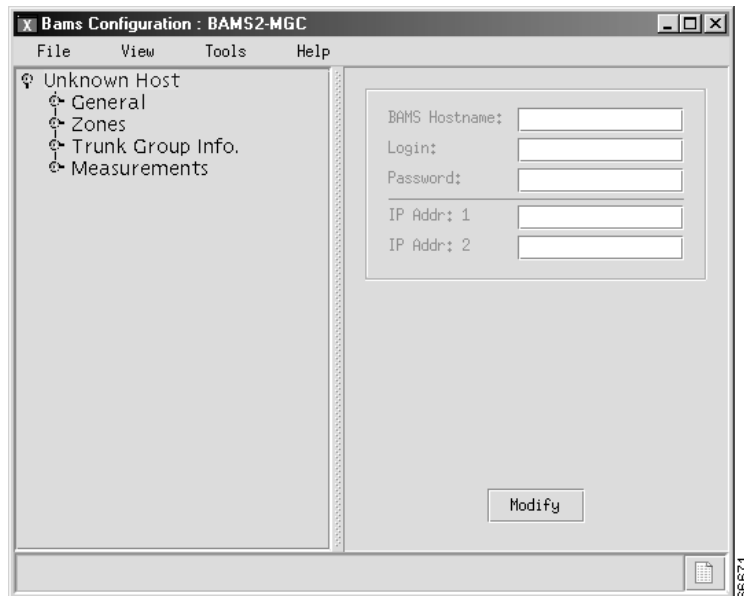 X Bams Configuration : BAMS2-MGC
File View Tools Help
Unknown Host
General
Zones
Trunk Group Info.
Measurements
BAMS Hostname:
Login:
Password:
IP Addr: 1
IP Addr: 2
Modify
66671